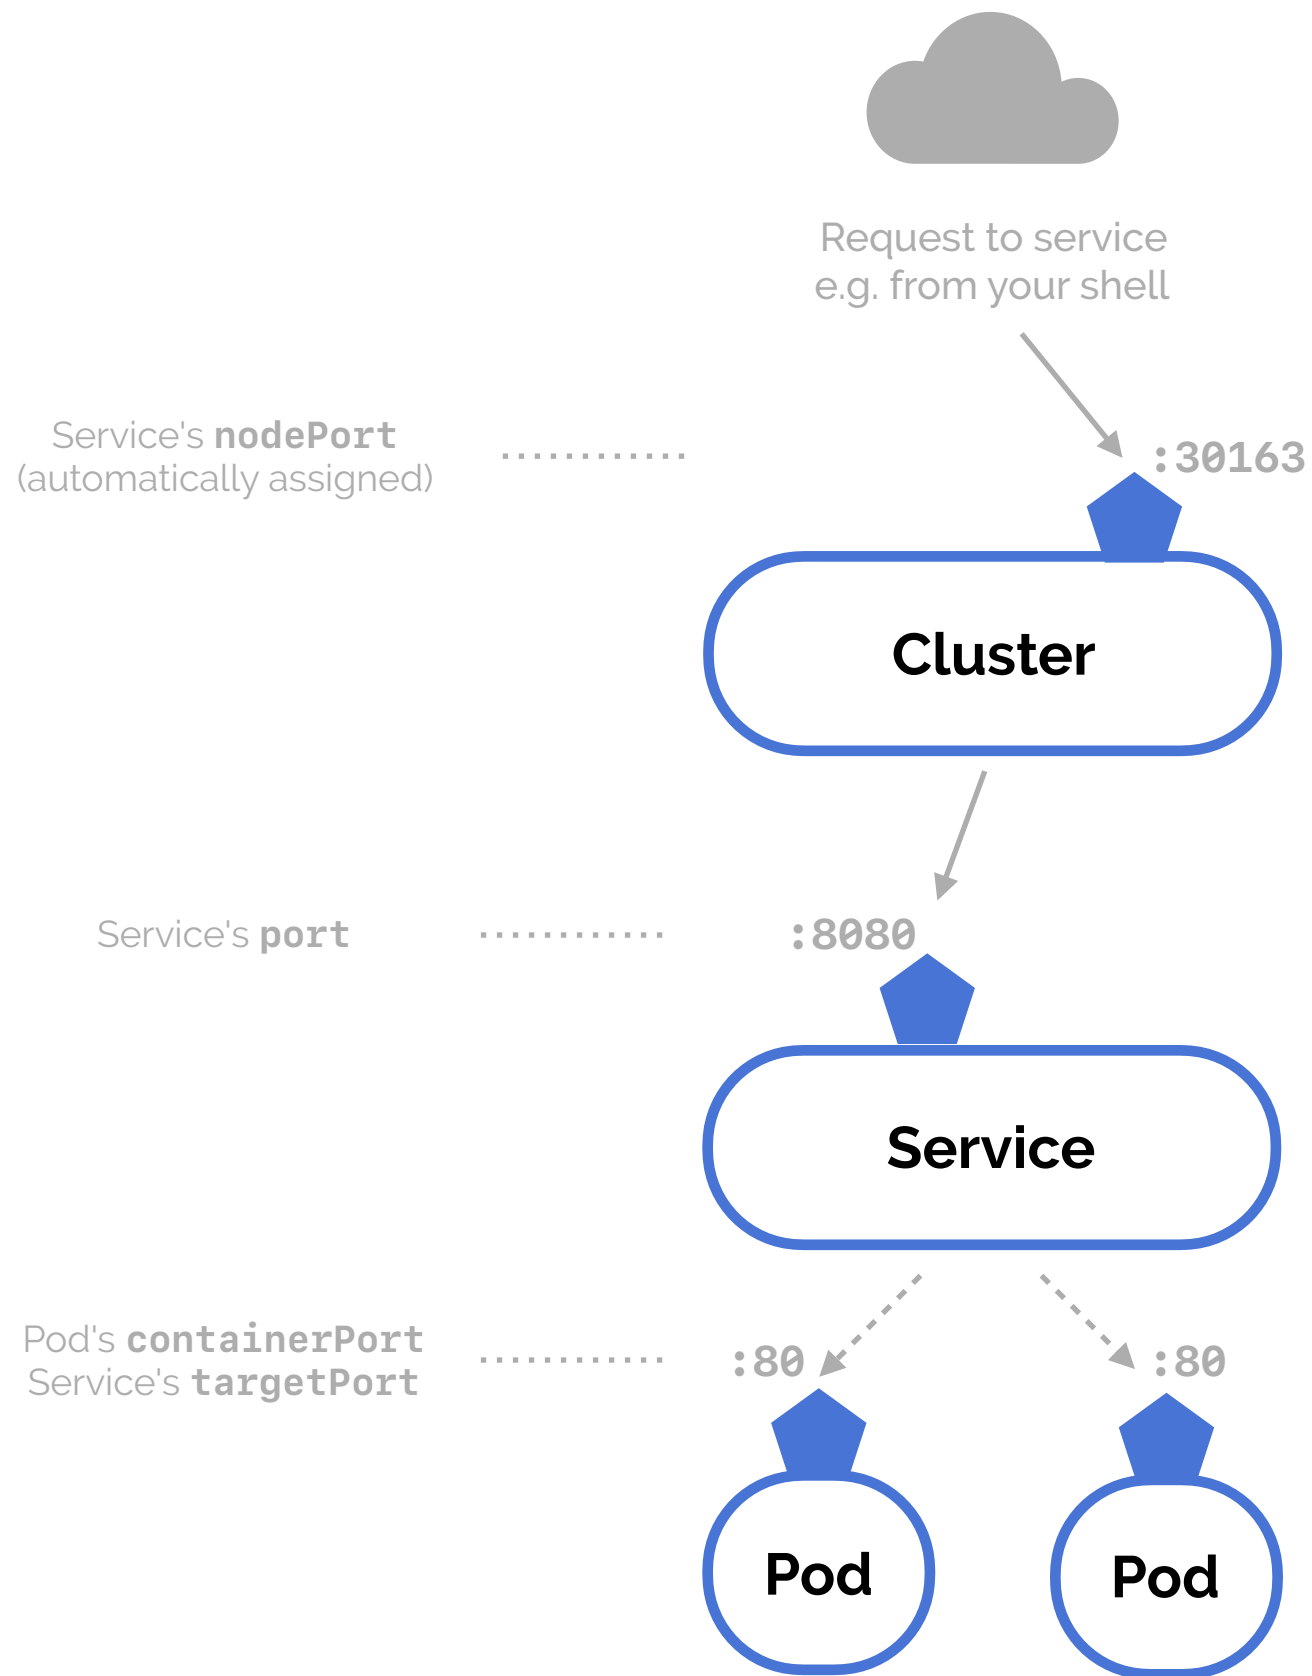 Request to service
e.g. from your shell
Service's nodePort
(automatically assigned)
:30163
Cluster
Service's port
:8080
Service
Pod's containerPort
Service's targetPort
:80
:80
Pod
Pod